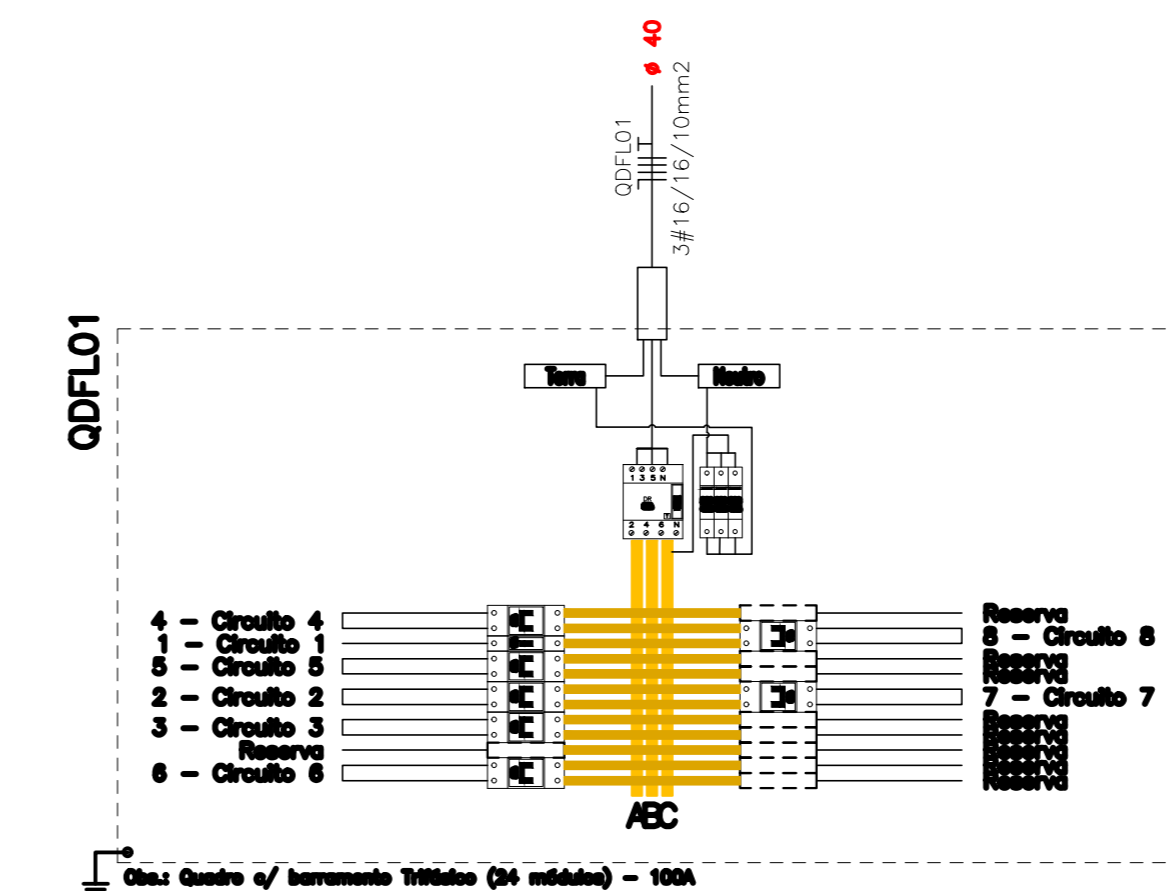 ø 40
QDFL01
3#16/16/10mm2
QDFL01
Terra
Neutro
1 3 5 N
DR
2 4 6 N
4 - Circuito 4
1 - Circuito 1
5 - Circuito 5
2 - Circuito 2
3 - Circuito 3
Reserva
6 - Circuito 6
Reserva
8 - Circuito 8
Reserva
Reserva
7 - Circuito 7
Reserva
Reserva
Reserva
Reserva
Reserva
ABC
Obs.: Quadro c/ barramento Trifásico (24 módulos) - 100A